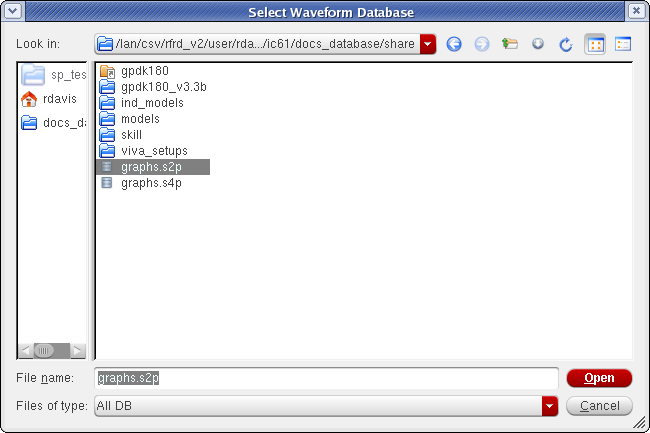 Select Waveform Database
Look in:
/lan/csv/rfrd_v2/user/rda.../ic61/docs_database/share
sp_tes
rdavis
docs_da
gpdk180
gpdk180_v3.3b
ind_models
models
skill
viva_setups
graphs.s2p
graphs.s4p
File name:
graphs.s2p
Open
Files of type:
All DB
Cancel